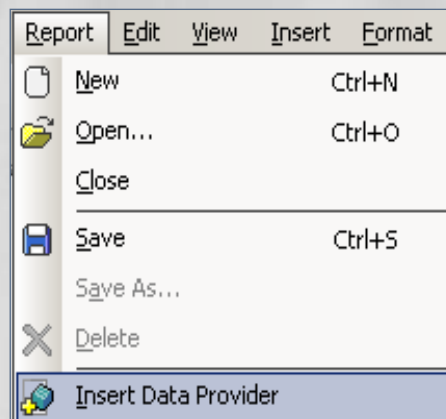 Report Edit View Insert Format
New Ctrl+N
Open... Ctrl+O
Close
Save Ctrl+S
Save As...
Delete
Insert Data Provider